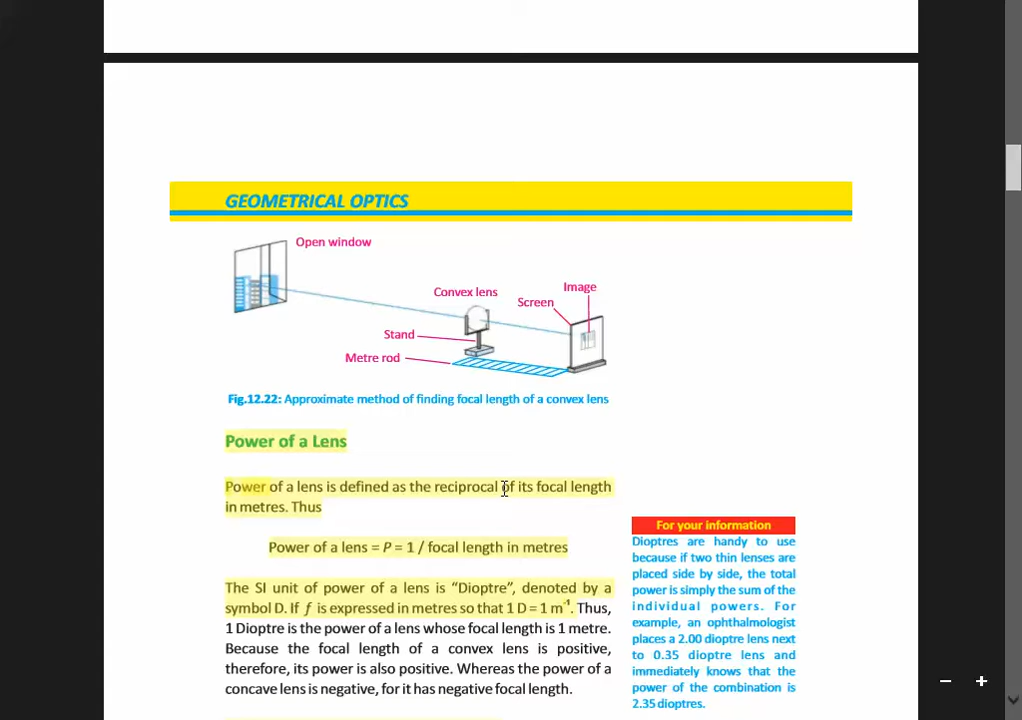 GEOMETRICAL OPTICS
Open window
Convex lens
Image
Screen
Stand
Metre rod
Fig.12.22: Approximate method of finding focal length of a convex lens
Power of a Lens
Power of a lens is defined as the reciprocal of its focal length
in metres. Thus
Power of a lens = P = 1 / focal length in metres
The SI unit of power of a lens is “Dioptre”, denoted by a
symbol D. If f is expressed in metres so that 1 D = 1 m⁻¹. Thus,
1 Dioptre is the power of a lens whose focal length is 1 metre.
Because the focal length of a convex lens is positive,
therefore, its power is also positive. Whereas the power of a
concave lens is negative, for it has negative focal length.
For your information
Dioptres are handy to use
because if two thin lenses are
placed side by side, the total
power is simply the sum of the
individual powers. For
example, an ophthalmologist
places a 2.00 dioptre lens next
to 0.35 dioptre lens and
immediately knows that the
power of the combination is
2.35 dioptres.